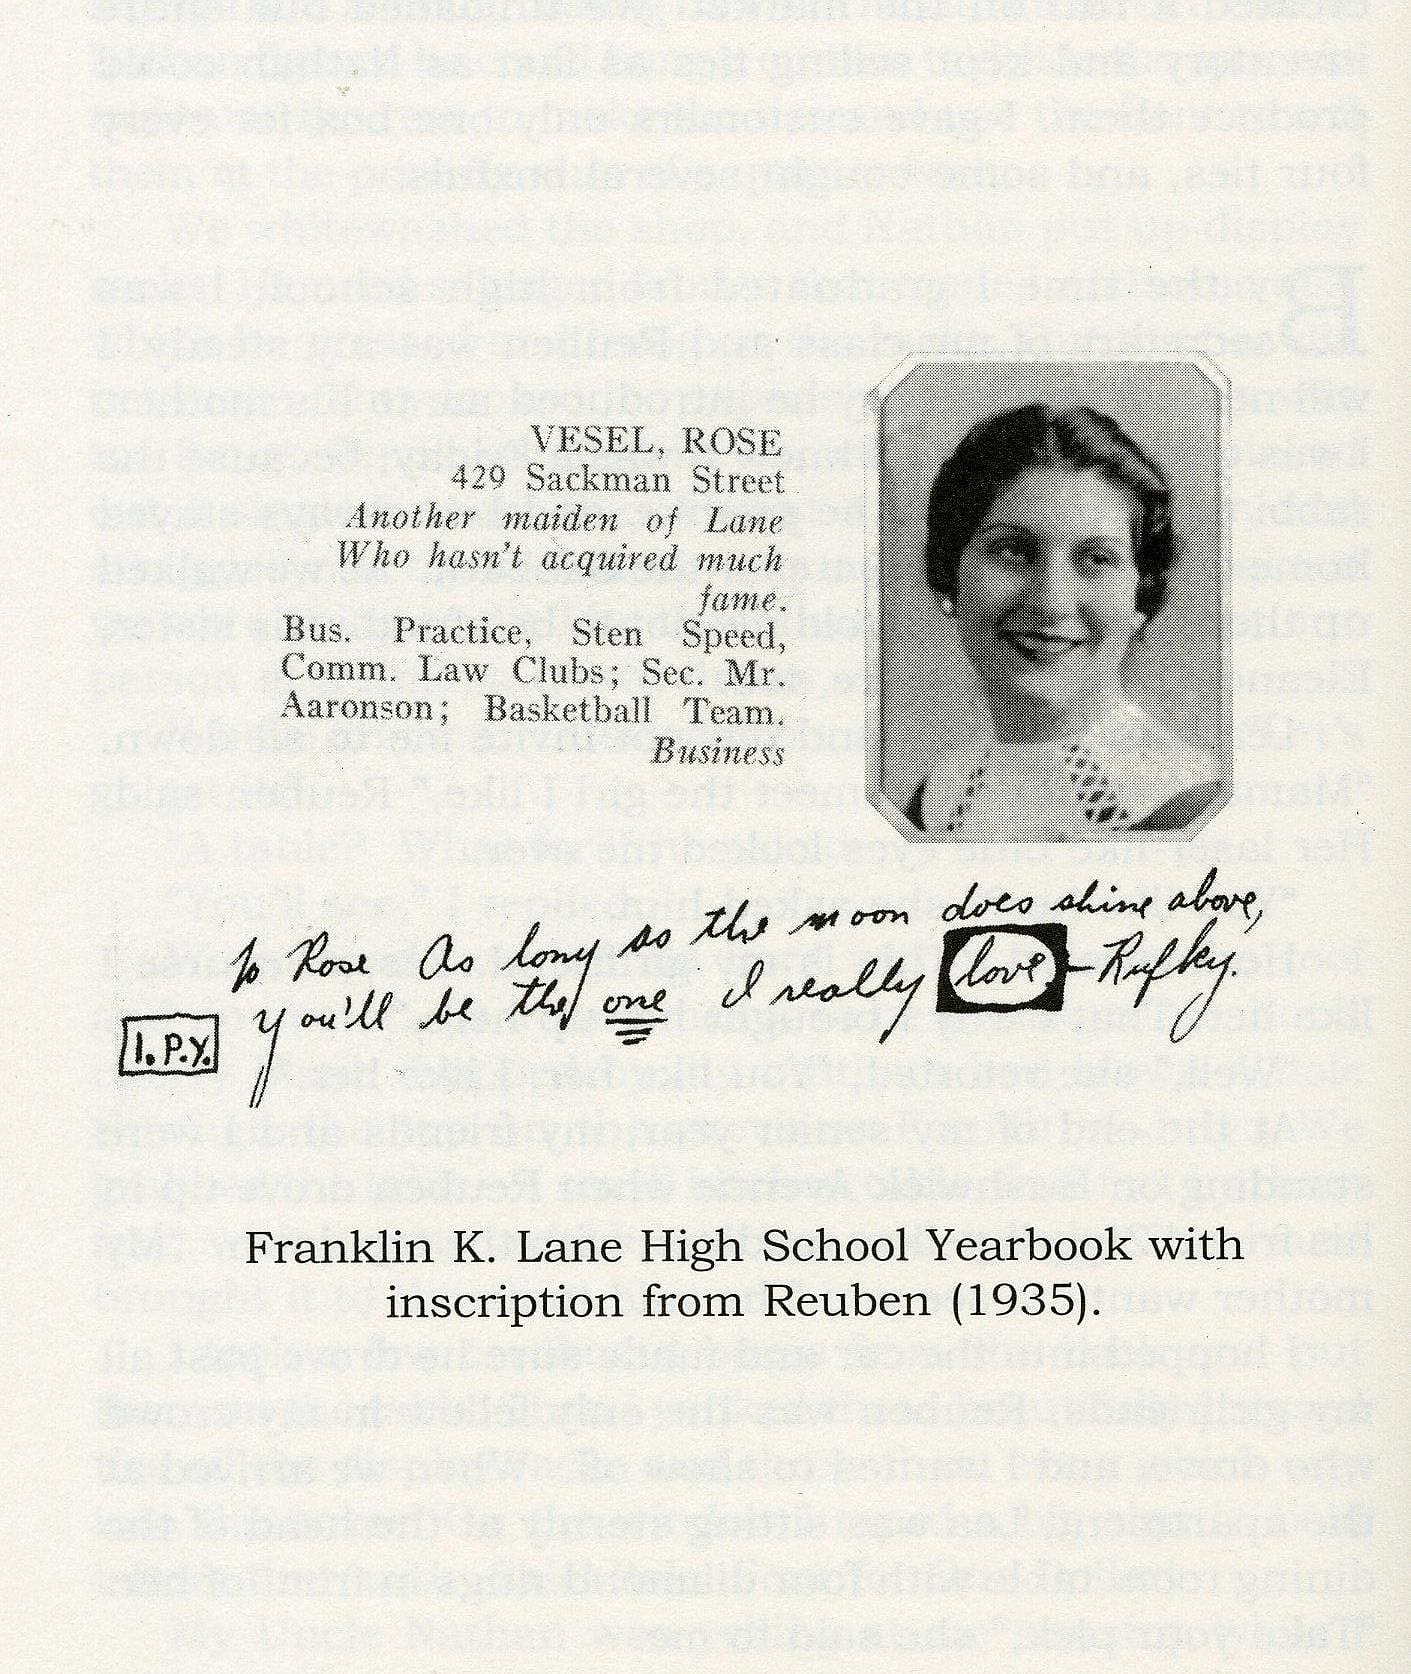 VESEL, ROSE
429 Sackman Street
Another maiden of Lane
Who hasn't acquired much
fame.
Bus. Practice, Sten Speed,
Comm. Law Clubs; Sec. Mr.
Aaronson; Basketball Team.
Business
To Rose As long as the moon does shine above,
you'll be the one I really love - Rufky.
I.P.Y.
Franklin K. Lane High School Yearbook with
inscription from Reuben (1935).